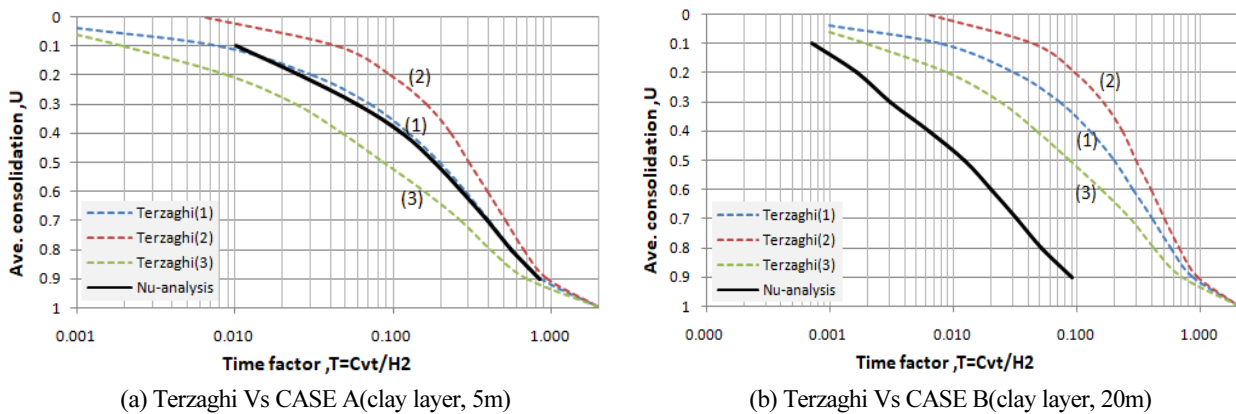 Ave. consolidation ,U
0
0.1
0.2
0.3
0.4
0.5
0.6
0.7
0.8
0.9
1
(2)
(1)
(3)
Terzaghi(1)
Terzaghi(2)
Terzaghi(3)
Nu-analysis
0.001 0.010 0.100 1.000
Time factor ,T=Cvt/H2
(a) Terzaghi Vs CASE A(clay layer, 5m)
Ave. consolidation ,U
0
0.1
0.2
0.3
0.4
0.5
0.6
0.7
0.8
0.9
1
(2)
(1)
(3)
Terzaghi(1)
Terzaghi(2)
Terzaghi(3)
Nu-analysis
0.000 0.001 0.010 0.100 1.000
Time factor ,T=Cvt/H2
(b) Terzaghi Vs CASE B(clay layer, 20m)